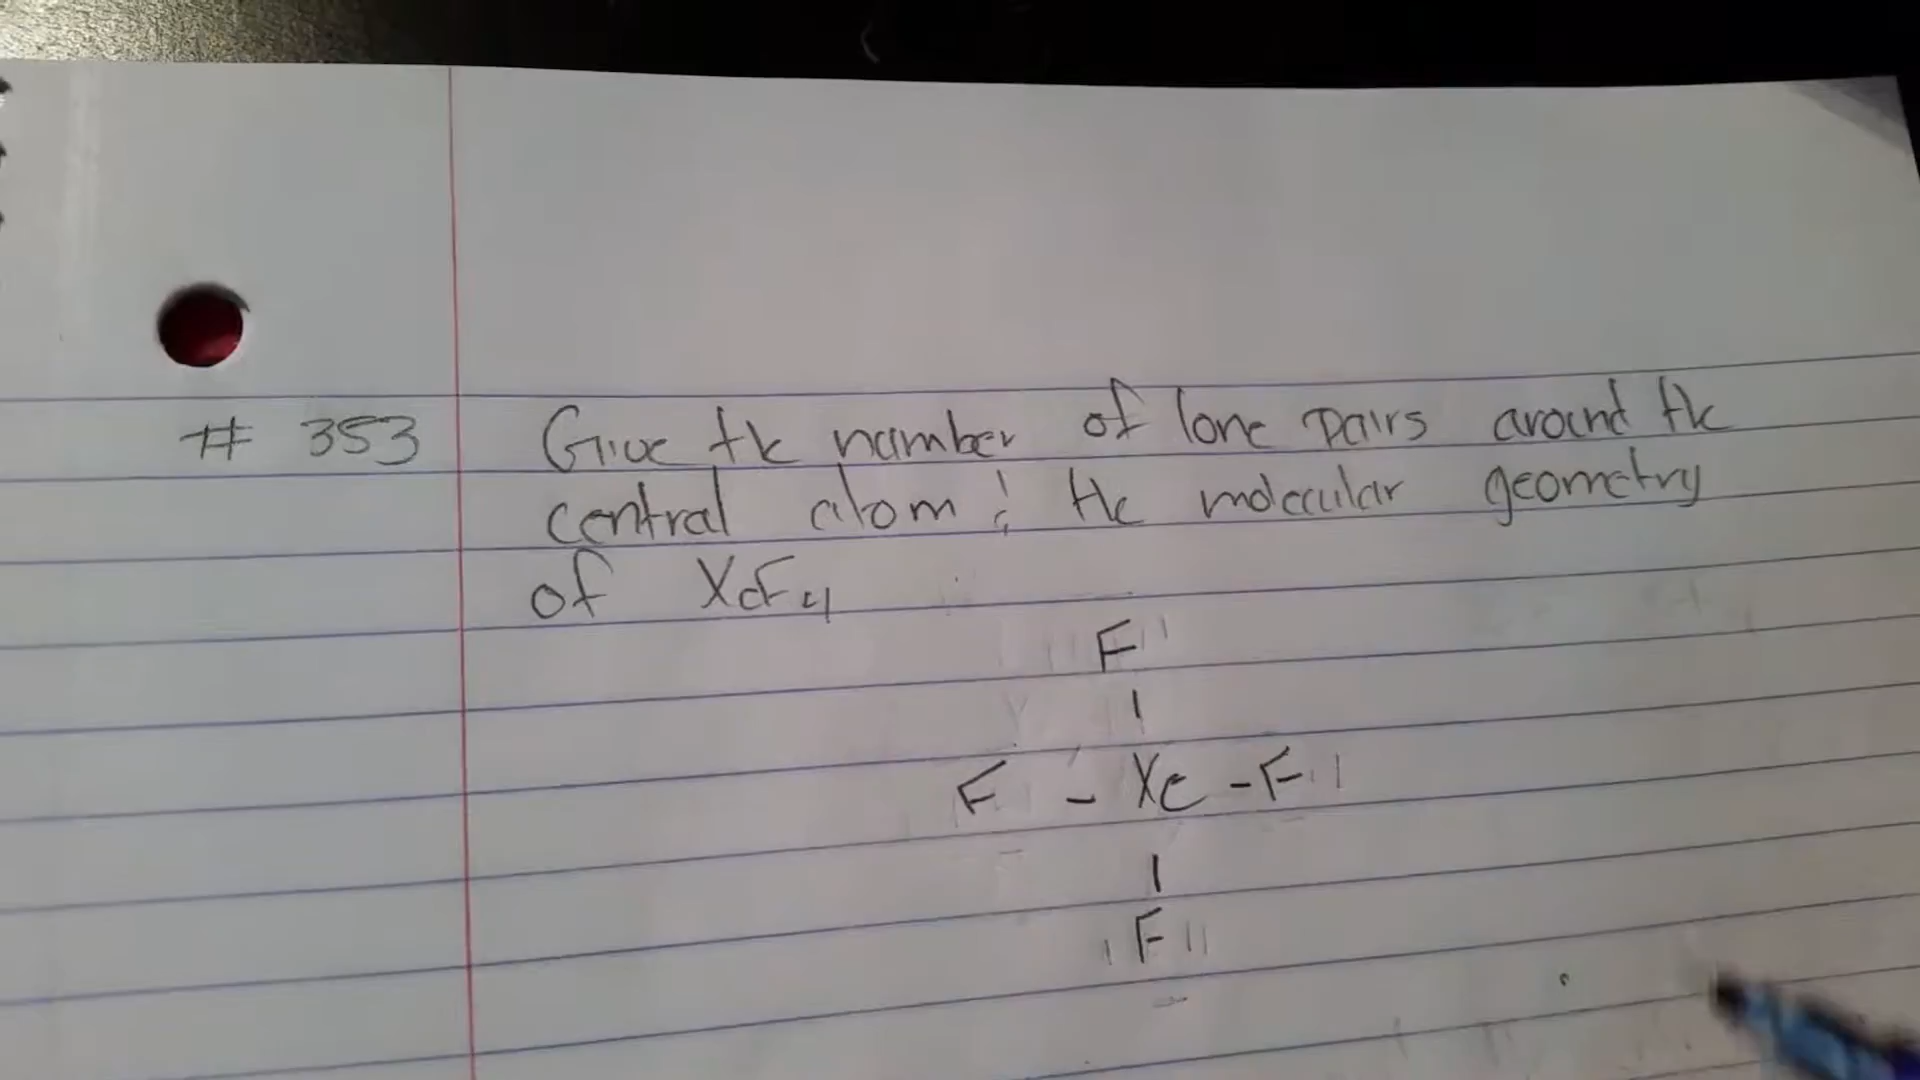 # 353 Give the number of lone pairs around the
central atom & the molecular geometry
of XeF4
F
F - Xe - F
F